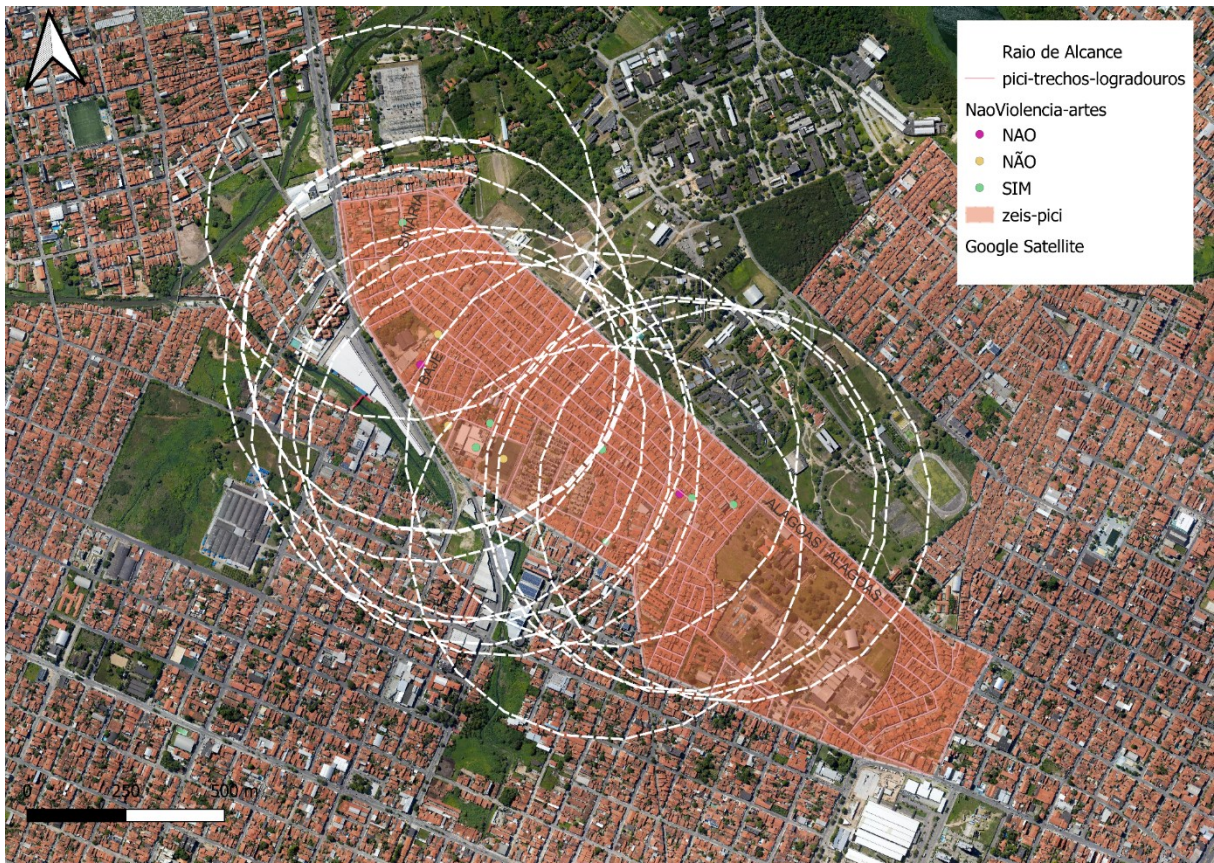 Raio de Alcance
pici-trechos-logradouros
NaoViolencia-artes
NAO
NÃO
SIM
zeis-pici
Google Satellite
ALAGOAS
ALAGOAS
0 250 500 m